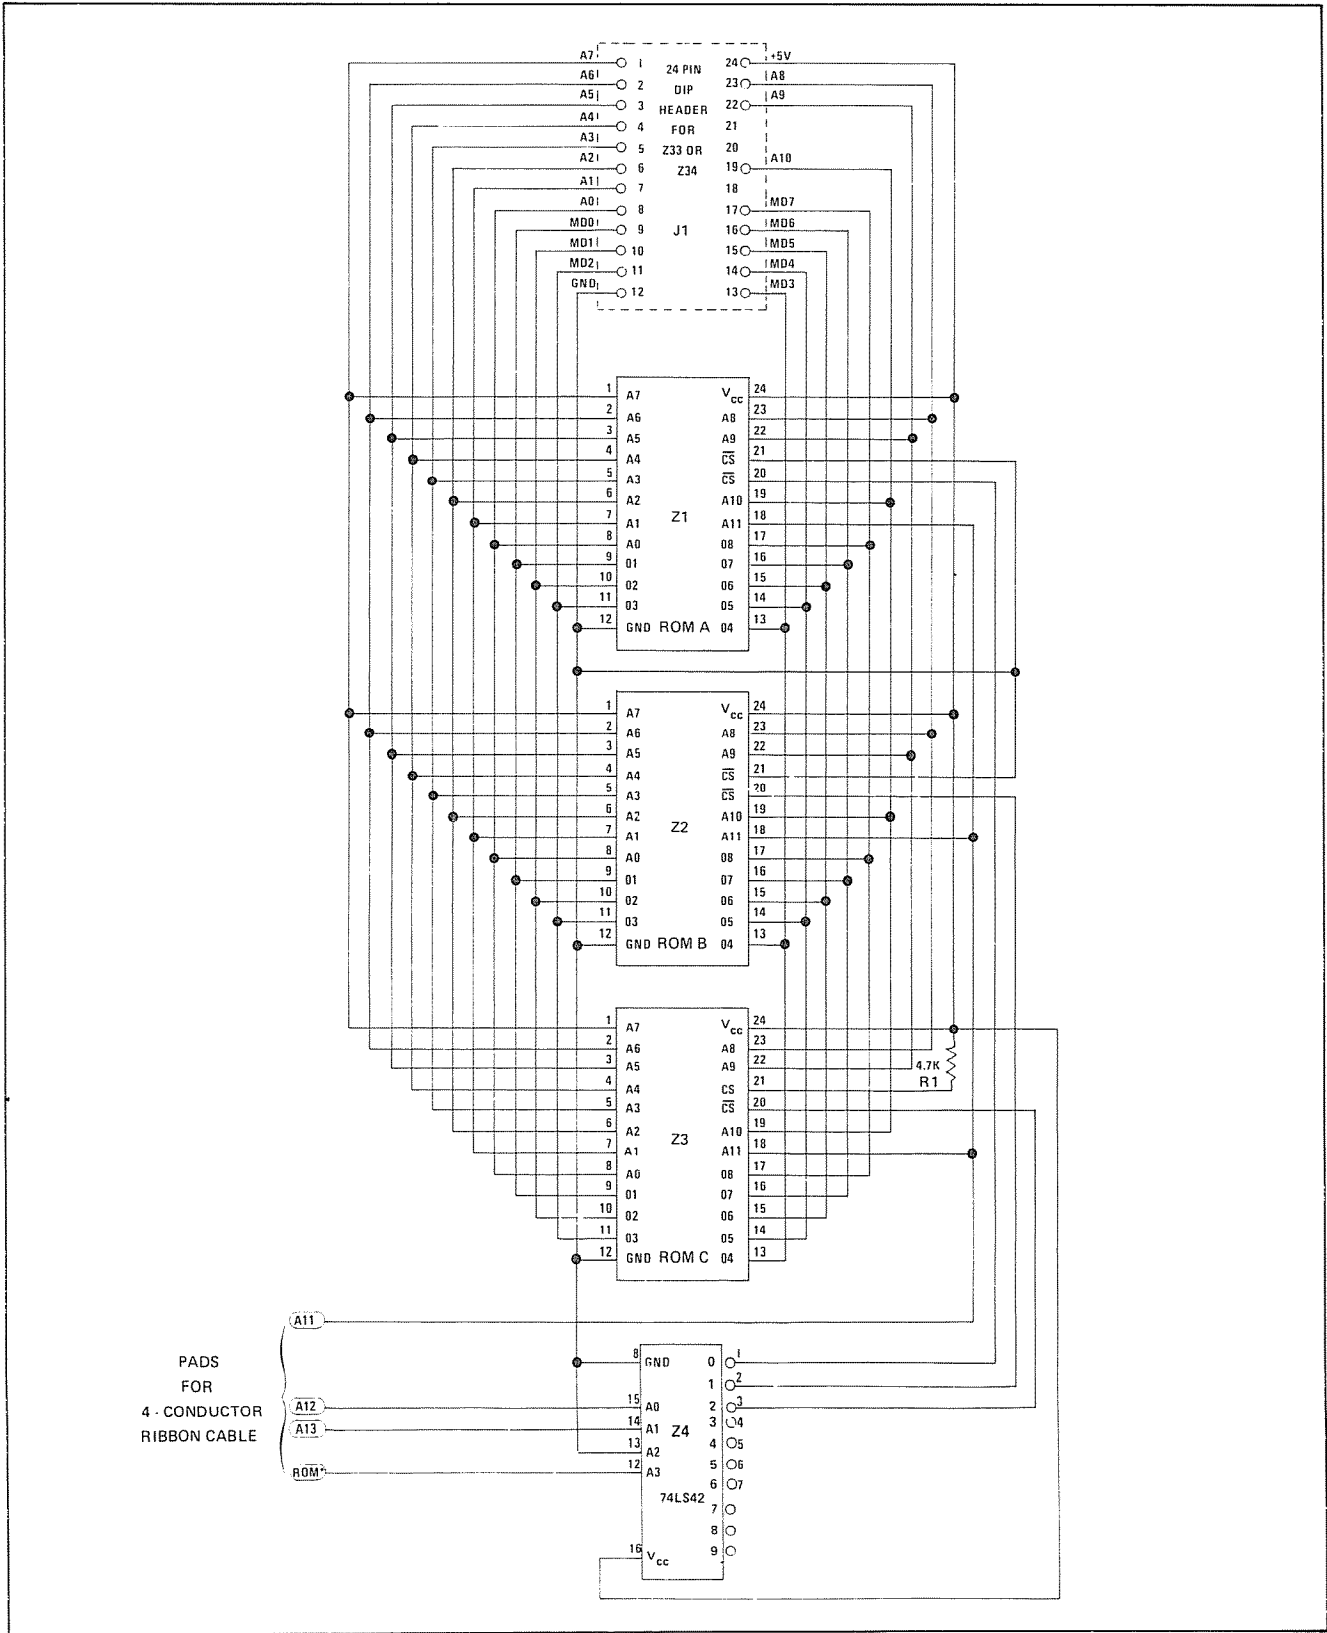 A7 1 24 PIN 24 +5V
A6 2 DIP 23 A8
A5 3 HEADER 22 A9
A4 4 FOR 21
A3 5 Z33 OR 20
A2 6 Z34 19 A10
A1 7 18
A0 8 17 MD7
MD0 9 J1 16 MD6
MD1 10 15 MD5
MD2 11 14 MD4
GND 12 13 MD3
1 A7 VCC 24
2 A6 A8 23
3 A5 A9 22
4 A4 C̅S̅ 21
5 A3 C̅S̅ 20
6 A2 A10 19
7 A1 Z1 A11 18
8 A0 08 17
9 01 07 16
10 02 06 15
11 03 05 14
12 GND ROM A 04 13
1 A7 VCC 24
2 A6 A8 23
3 A5 A9 22
4 A4 C̅S̅ 21
5 A3 C̅S̅ 20
6 A2 Z2 A10 19
7 A1 A11 18
8 A0 08 17
9 01 07 16
10 02 06 15
11 03 05 14
12 GND ROM B 04 13
1 A7 VCC 24
2 A6 A8 23
3 A5 A9 22
4.7K
R1
4 A4 CS 21
5 A3 C̅S̅ 20
6 A2 Z3 A10 19
7 A1 A11 18
8 A0 08 17
9 01 07 16
10 02 06 15
11 03 05 14
12 GND ROM C 04 13
A11
PADS
FOR
4 - CONDUCTOR
RIBBON CABLE
A12
A13
ROM*
8 GND 0 1
1 2
15 A0 2 3
14 A1 Z4 3 4
13 A2 4 5
12 A3 5 6
6 7
74LS42
7
8
16 VCC 9